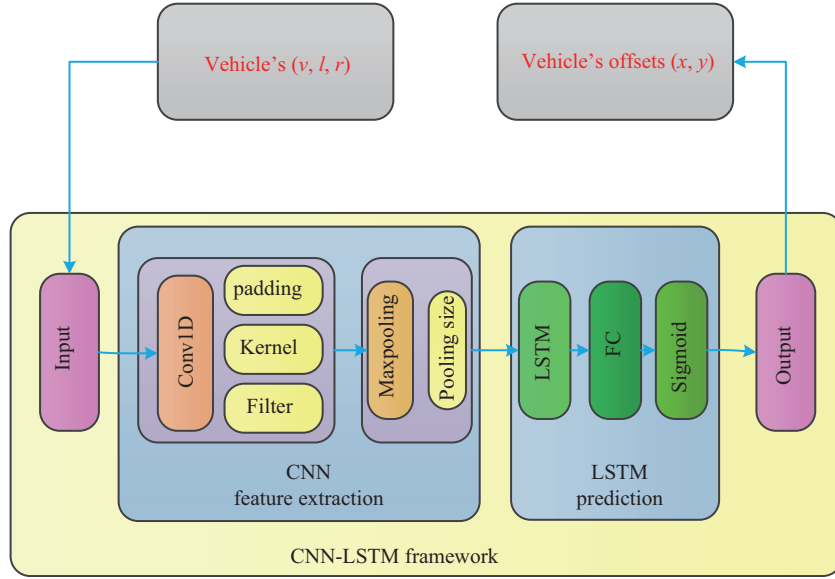 Vehicle's (v, l, r)
Vehicle's offsets (x, y)
Input
Conv1D
padding
Kernel
Filter
Maxpooling
Pooling size
CNN
feature extraction
LSTM
FC
Sigmoid
LSTM
prediction
Output
CNN-LSTM framework